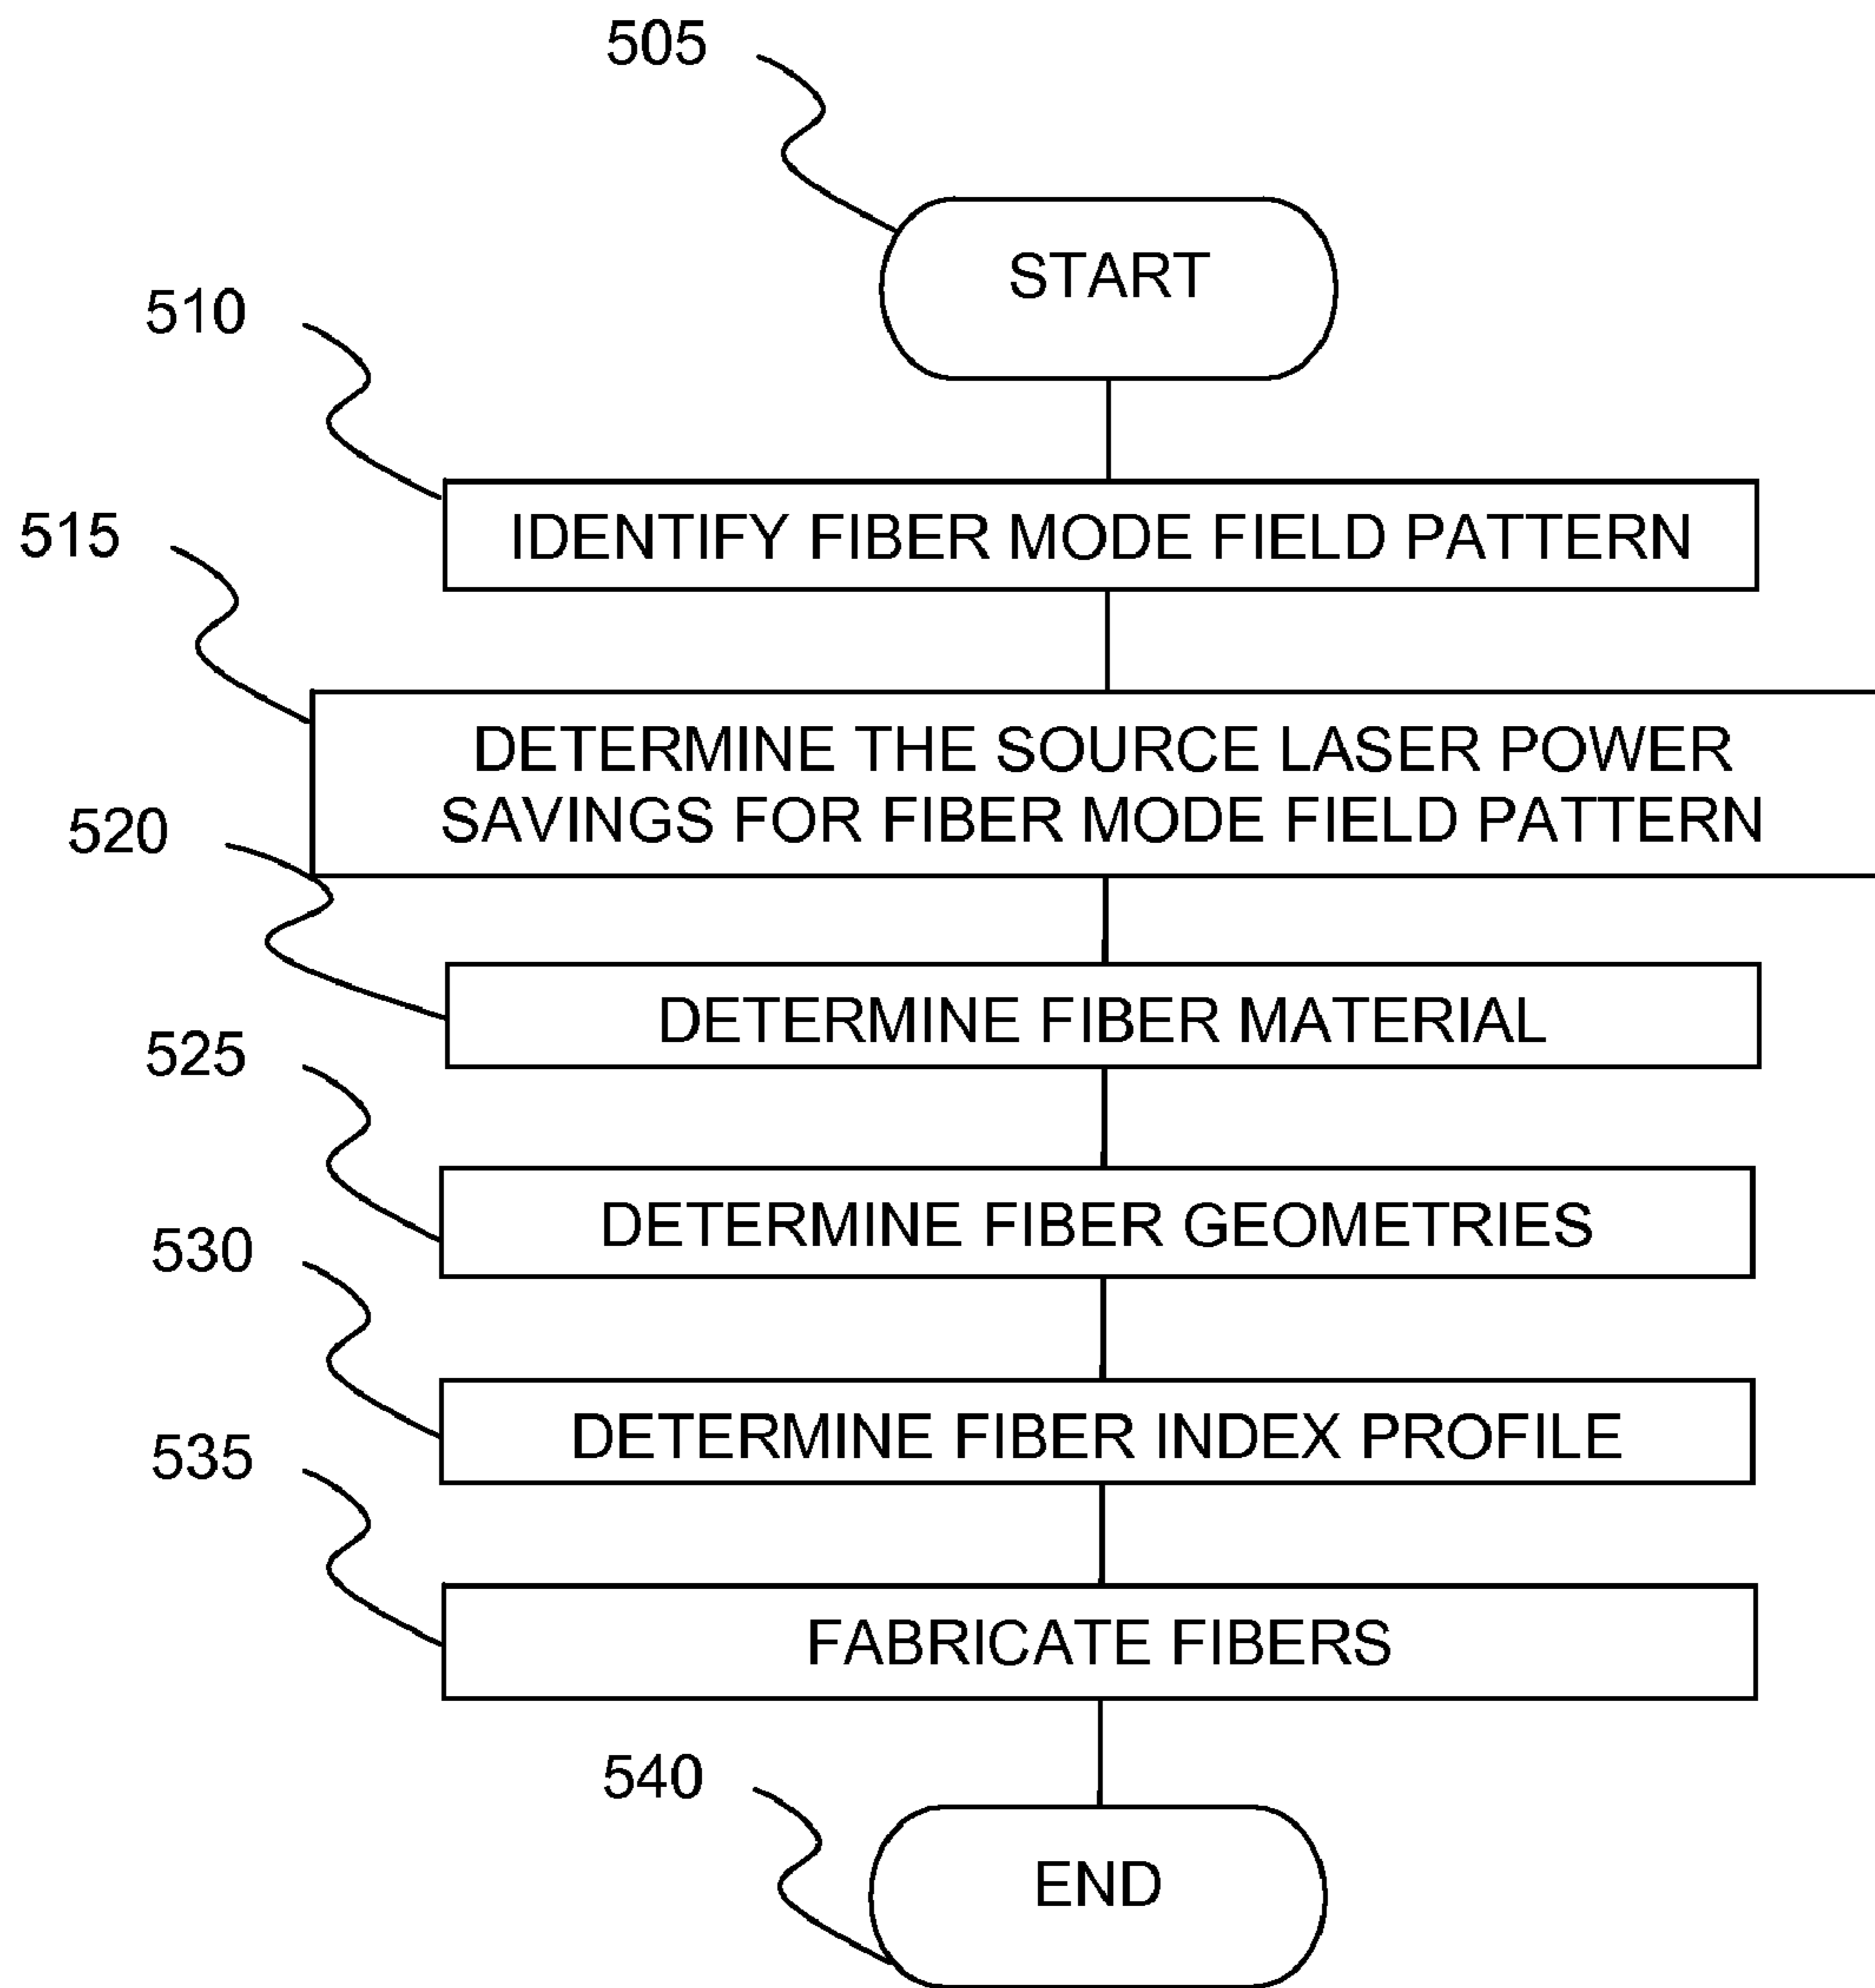 505
START
510
IDENTIFY FIBER MODE FIELD PATTERN
515
DETERMINE THE SOURCE LASER POWER
SAVINGS FOR FIBER MODE FIELD PATTERN
520
DETERMINE FIBER MATERIAL
525
DETERMINE FIBER GEOMETRIES
530
DETERMINE FIBER INDEX PROFILE
535
FABRICATE FIBERS
540
END